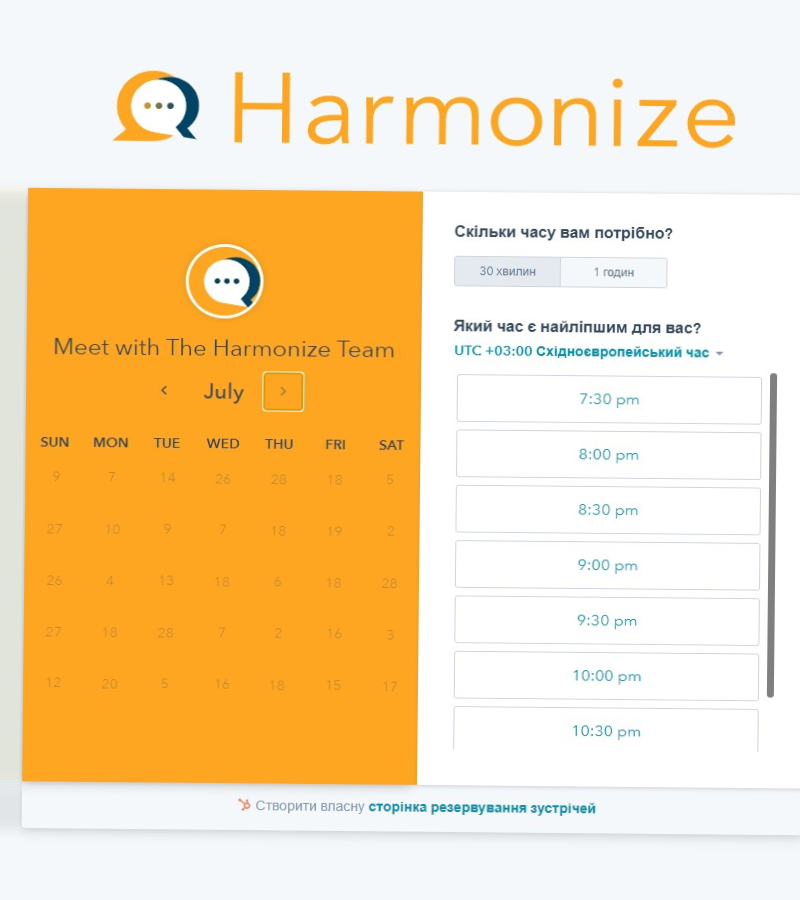 Harmonize
Meet with The Harmonize Team
July
SUN MON TUE WED THU FRI SAT
9 7 14 26 28 18 5
27 10 9 7 18 19 2
26 4 13 18 6 18 28
27 18 28 7 2 16 3
12 20 5 16 18 15 17
Скільки часу вам потрібно?
30 хвилин 1 годин
Який час є найліпшим для вас?
UTC +03:00 Східноєвропейський час
7:30 pm
8:00 pm
8:30 pm
9:00 pm
9:30 pm
10:00 pm
10:30 pm
Створити власну сторінка резервування зустрічей